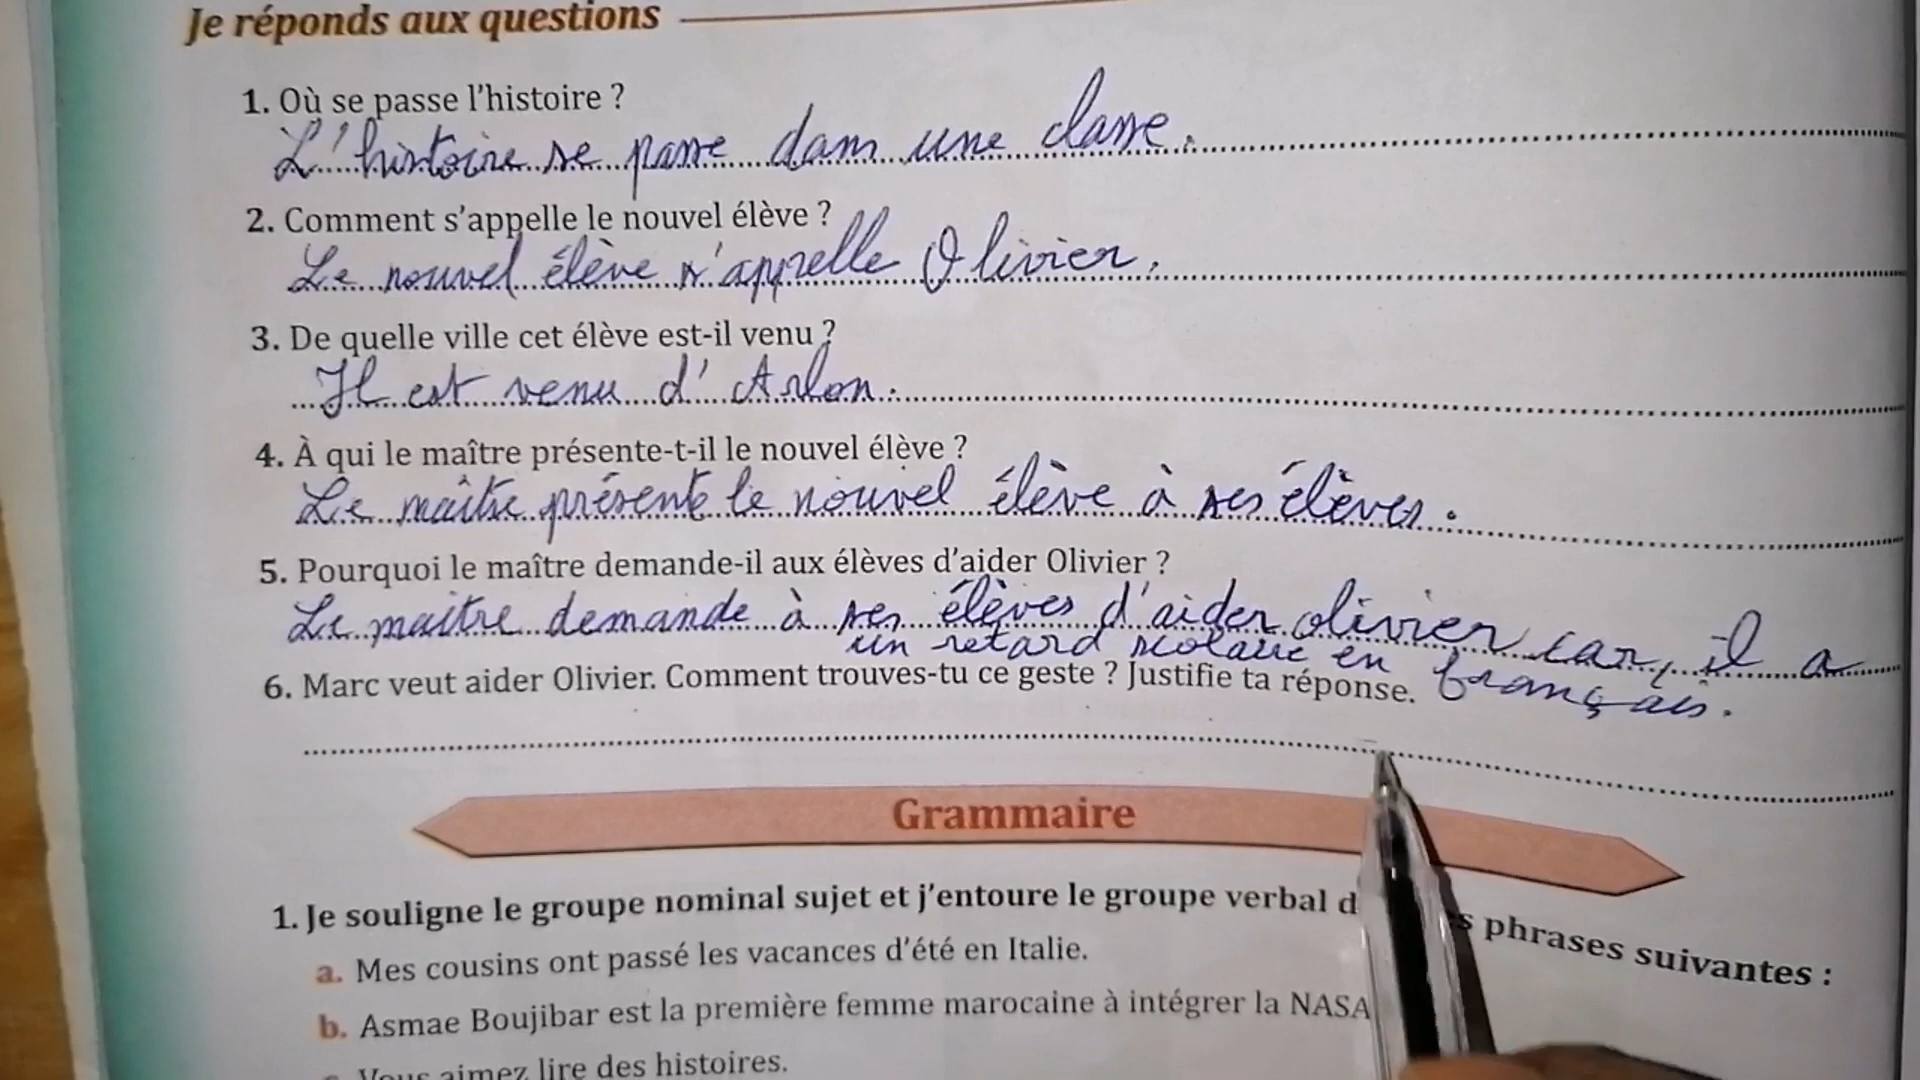 Je réponds aux questions
1. Où se passe l'histoire ?
L'histoire se passe dans une classe.
2. Comment s'appelle le nouvel élève ?
Le nouvel élève s'appelle Olivier.
3. De quelle ville cet élève est-il venu ?
Il est venu d'Arlon.
4. À qui le maître présente-t-il le nouvel élève ?
Le maître présente le nouvel élève à ses élèves.
5. Pourquoi le maître demande-il aux élèves d'aider Olivier ?
Le maitre demande à ses élèves d'aider olivier car, il a
un retard scolaire en français.
6. Marc veut aider Olivier. Comment trouves-tu ce geste ? Justifie ta réponse.
Grammaire
1. Je souligne le groupe nominal sujet et j'entoure le groupe verbal d s phrases suivantes :
a. Mes cousins ont passé les vacances d'été en Italie.
b. Asmae Boujibar est la première femme marocaine à intégrer la NASA
Vous aimez lire des histoires.